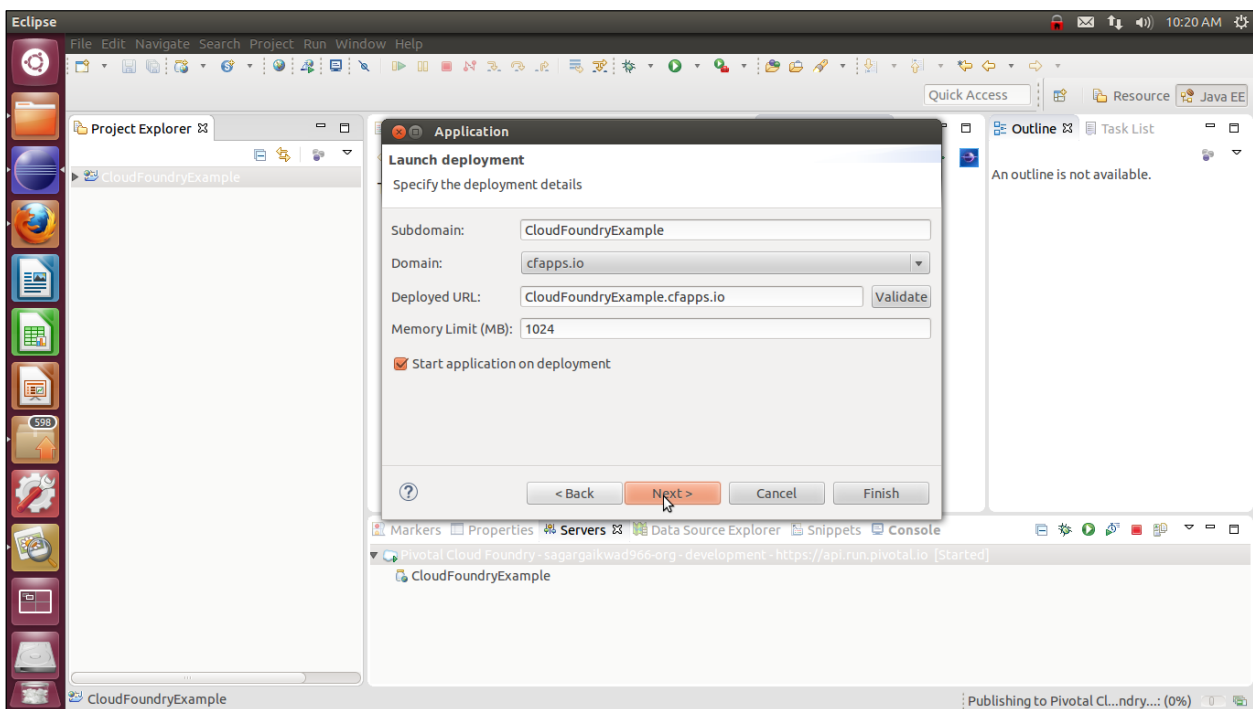 Eclipse
10:20 AM
File Edit Navigate Search Project Run Window Help
Quick Access
Resource
Java EE
Project Explorer
CloudFoundryExample
Application
Launch deployment
Specify the deployment details
Subdomain: CloudFoundryExample
Domain: cfapps.io
Deployed URL: CloudFoundryExample.cfapps.io Validate
Memory Limit (MB): 1024
Start application on deployment
< Back Next > Cancel Finish
Outline Task List
An outline is not available.
598
Markers Properties Servers Data Source Explorer Snippets Console
Pivotal Cloud Foundry - sagargaikwad966-org - development - https://api.run.pivotal.io [Started]
CloudFoundryExample
CloudFoundryExample
Publishing to Pivotal Cl...ndry...: (0%)